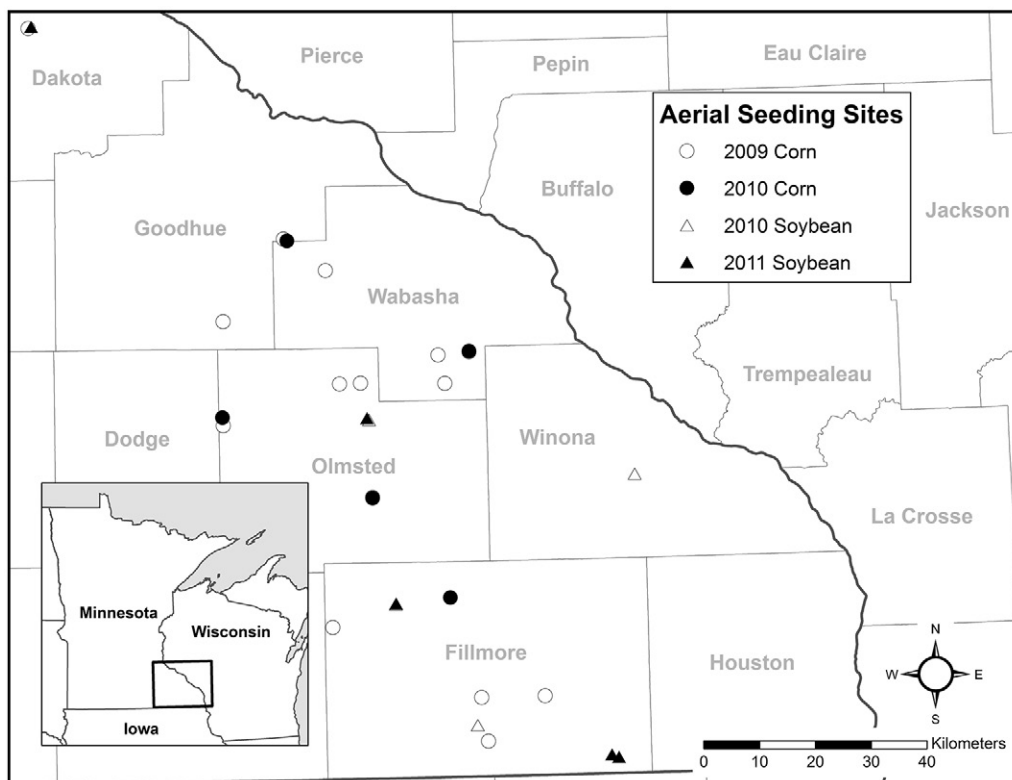 Dakota
Pierce
Pepin
Eau Claire
Aerial Seeding Sites
2009 Corn
2010 Corn
2010 Soybean
2011 Soybean
Goodhue
Buffalo
Jackson
Wabasha
Trempealeau
Dodge
Olmsted
Winona
La Crosse
Minnesota
Wisconsin
Iowa
Fillmore
Houston
N
W
E
S
Kilometers
0 10 20 30 40